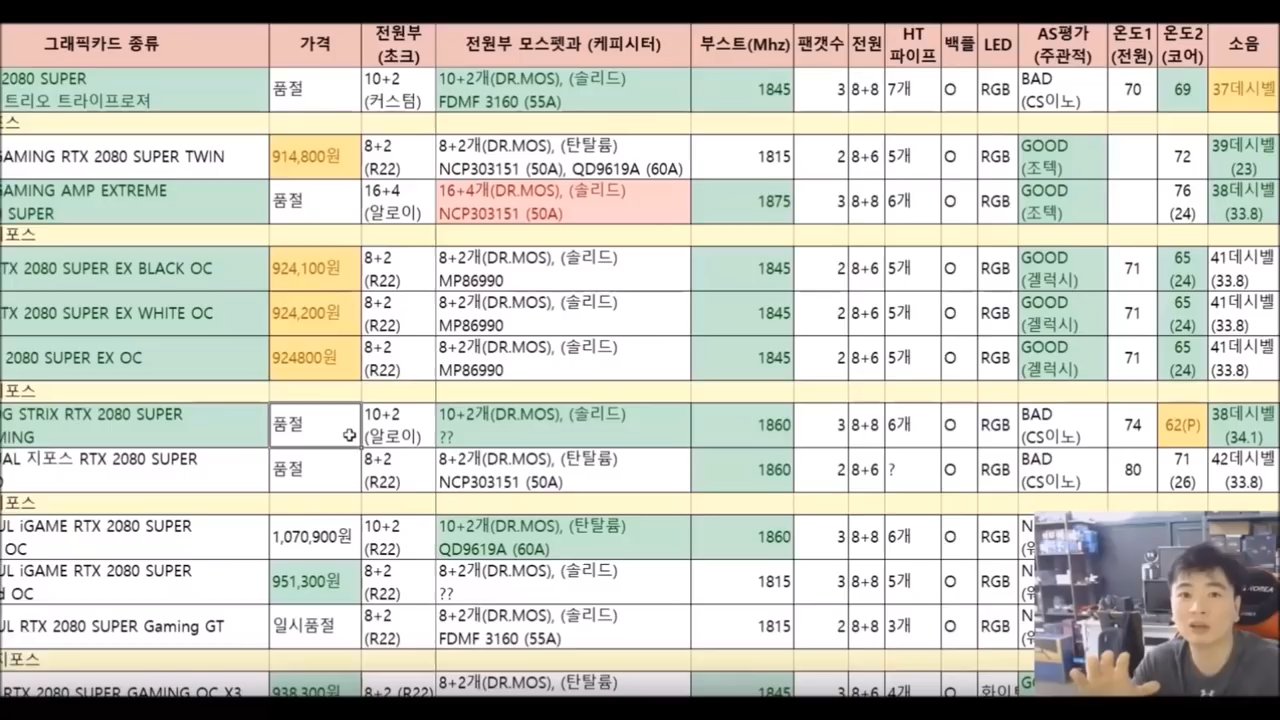 그래픽카드 종류 가격 전원부 (초크) 전원부 모스펫과 (케피시터) 부스트(Mhz) 팬갯수 전원 HT 파이프 백플 LED AS평가 (주관적) 온도1 (전원) 온도2 (코어) 소음
2080 SUPER 트리오 트라이프로져 품절 10+2 (커스텀) 10+2개(DR.MOS), (솔리드) FDMF 3160 (55A) 1845 3 8+8 7개 O RGB BAD (CS이노) 70 69 37데시벨
GAMING RTX 2080 SUPER TWIN 914,800원 8+2 (R22) 8+2개(DR.MOS), (탄탈륨) NCP303151 (50A), QD9619A (60A) 1815 2 8+6 5개 O RGB GOOD (조텍) 72 39데시벨 (23)
GAMING AMP EXTREME SUPER 품절 16+4 (알로이) 16+4개(DR.MOS), (솔리드) NCP303151 (50A) 1875 3 8+8 6개 O RGB GOOD (조텍) 76 (24) 38데시벨 (33.8)
지포스
TX 2080 SUPER EX BLACK OC 924,100원 8+2 (R22) 8+2개(DR.MOS), (솔리드) MP86990 1845 2 8+6 5개 O RGB GOOD (겔럭시) 71 65 (24) 41데시벨 (33.8)
TX 2080 SUPER EX WHITE OC 924,200원 8+2 (R22) 8+2개(DR.MOS), (솔리드) MP86990 1845 2 8+6 5개 O RGB GOOD (겔럭시) 71 65 (24) 41데시벨 (33.8)
2080 SUPER EX OC 924800원 8+2 (R22) 8+2개(DR.MOS), (솔리드) MP86990 1845 2 8+6 5개 O RGB GOOD (겔럭시) 71 65 (24) 41데시벨 (33.8)
지포스
OG STRIX RTX 2080 SUPER MING 품절 10+2 (알로이) 10+2개(DR.MOS), (솔리드) ?? 1860 3 8+8 6개 O RGB BAD (CS이노) 74 62(P) 38데시벨 (34.1)
UAL 지포스 RTX 2080 SUPER 품절 8+2 (R22) 8+2개(DR.MOS), (탄탈륨) NCP303151 (50A) 1860 2 8+6 ? O RGB BAD (CS이노) 80 71 (26) 42데시벨 (33.8)
지포스
UL iGAME RTX 2080 SUPER OC 1,070,900원 10+2 (R22) 10+2개(DR.MOS), (탄탈륨) QD9619A (60A) 1860 3 8+8 6개 O RGB
UL iGAME RTX 2080 SUPER d OC 951,300원 8+2 (R22) 8+2개(DR.MOS), (솔리드) ?? 1815 3 8+8 5개 O RGB
UL RTX 2080 SUPER Gaming GT 일시품절 8+2 (R22) 8+2개(DR.MOS), (솔리드) FDMF 3160 (55A) 1815 2 8+8 3개 O RGB
지포스
RTX 2080 SUPER GAMING OC X3 938,300원 8+2 (R22) 8+2개(DR.MOS), (탄탈륨) 1845 3 8+6 4개 O